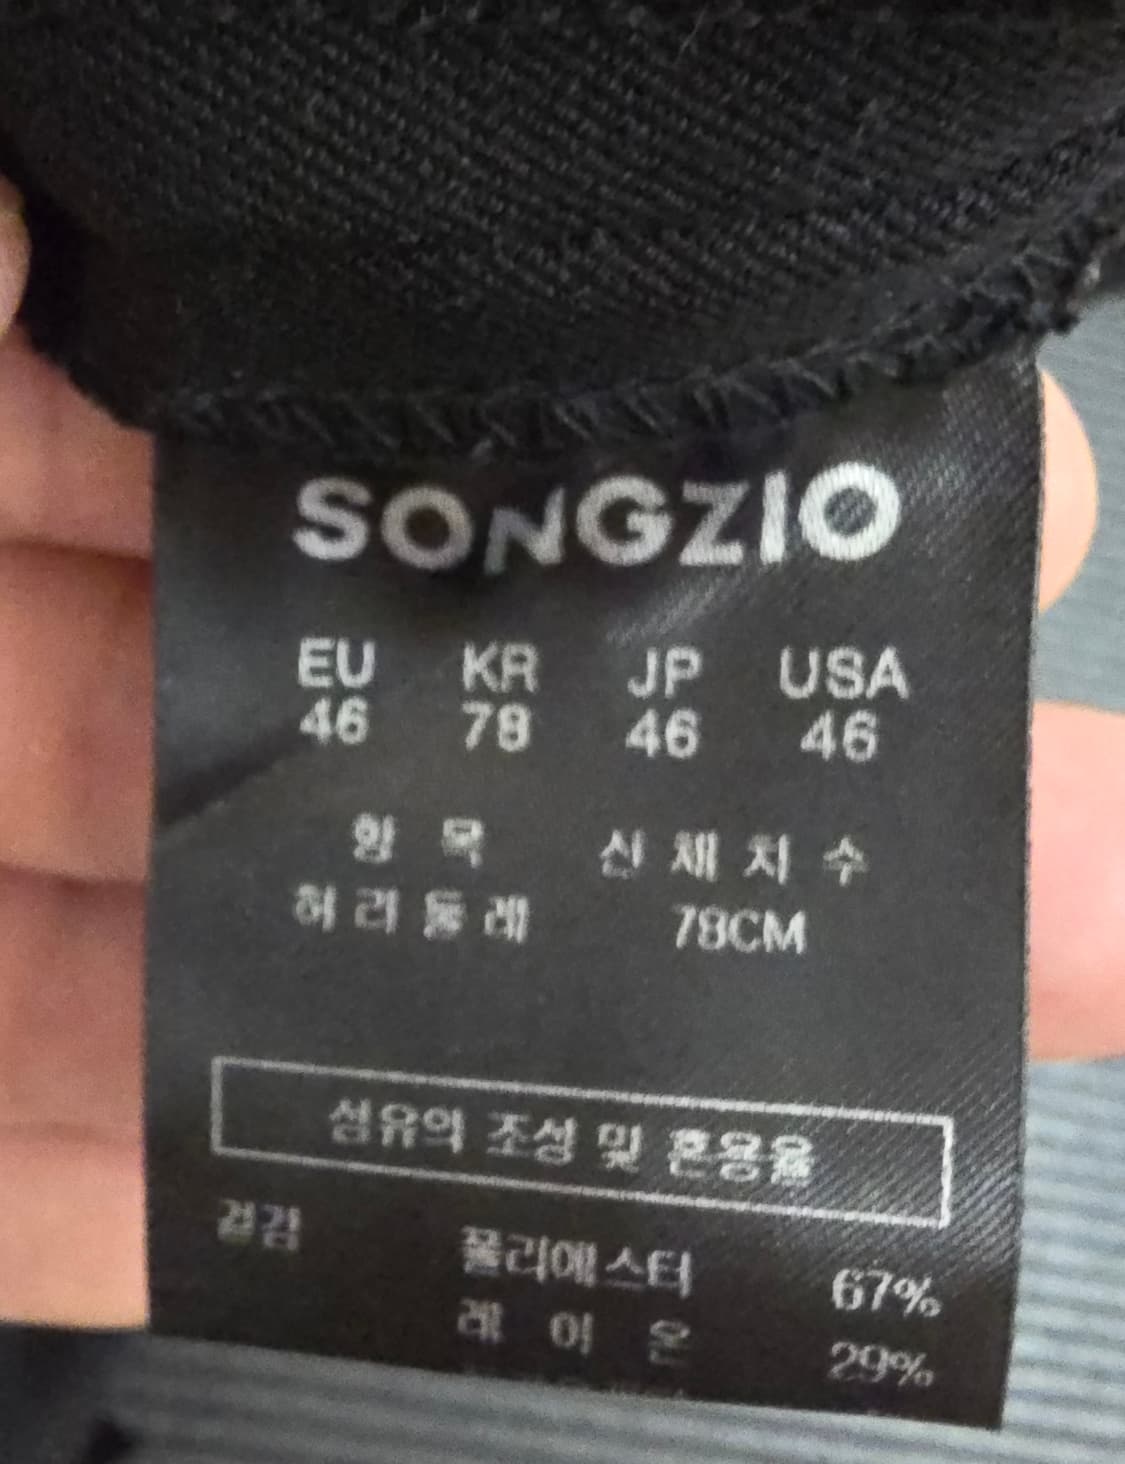 SONGZIO
EU KR JP USA
46 78 46 46
항 목 신 체 치 수
허 리 둘 레 78CM
섬유의 조성 및 혼용율
겉감 폴리에스터 67%
레 이 온 29%